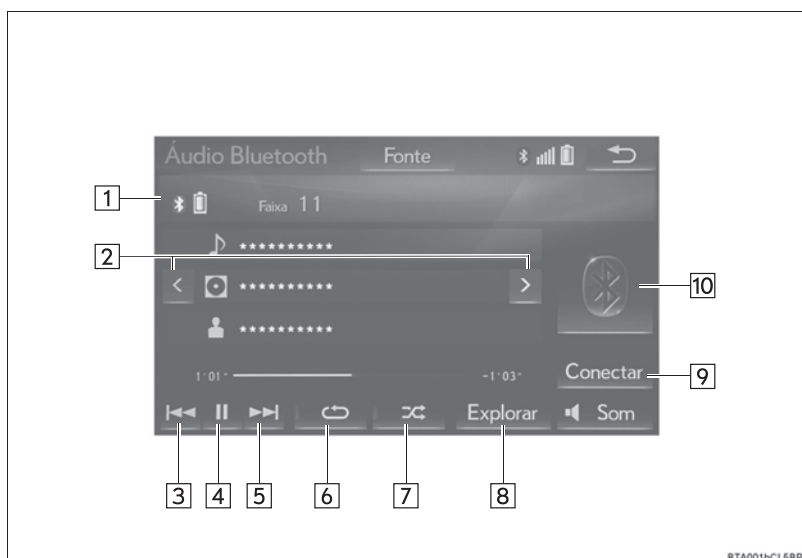 Áudio Bluetooth Fonte
1
Faixa 11
**********
2
< **********  >
10
**********
1'01" -1'03"
Conectar
9
Explorar Som
3 4 5 6 7 8